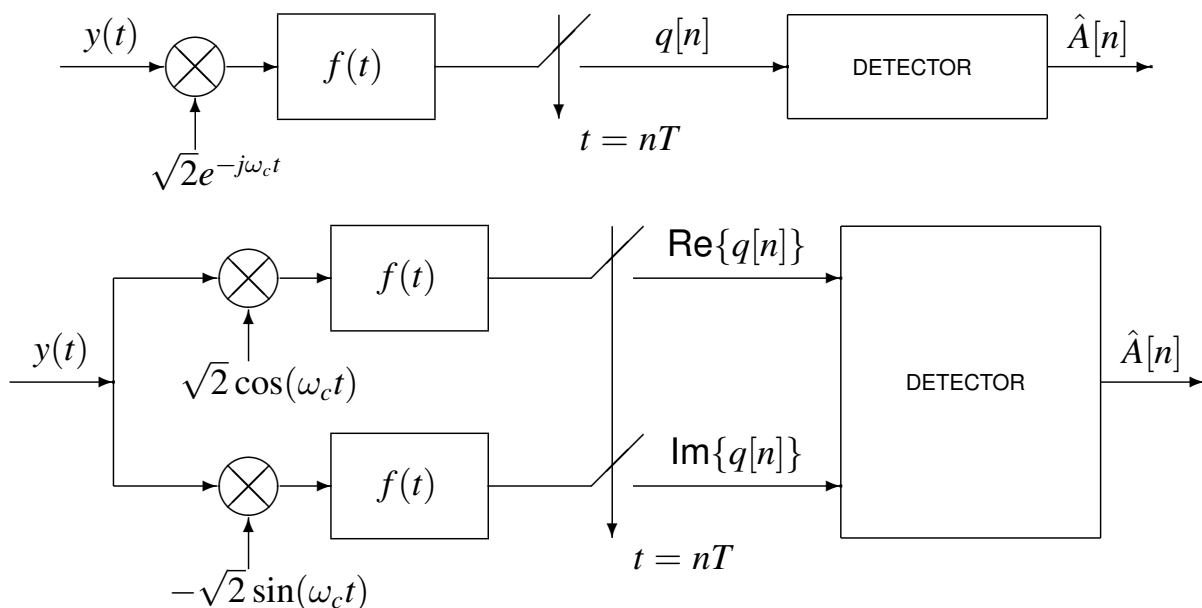 y(t)
f(t)
q[n]
DETECTOR
Â[n]
√2e^{−jω_c t}
t = nT
y(t)
f(t)
√2 cos(ω_c t)
Re{q[n]}
DETECTOR
Â[n]
f(t)
Im{q[n]}
−√2 sin(ω_c t)
t = nT